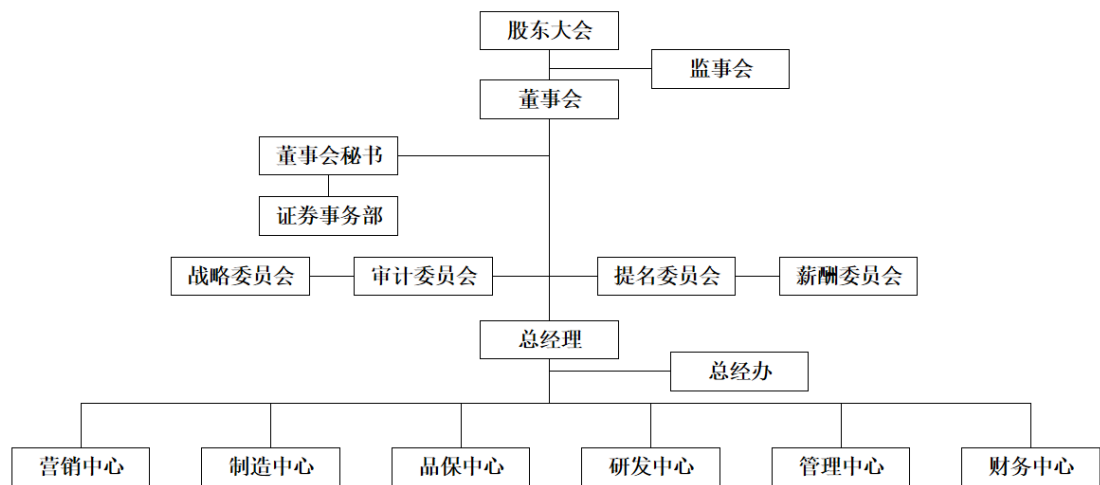 股东大会
监事会
董事会
董事会秘书
证券事务部
战略委员会
审计委员会
提名委员会
薪酬委员会
总经理
总经办
营销中心
制造中心
品保中心
研发中心
管理中心
财务中心